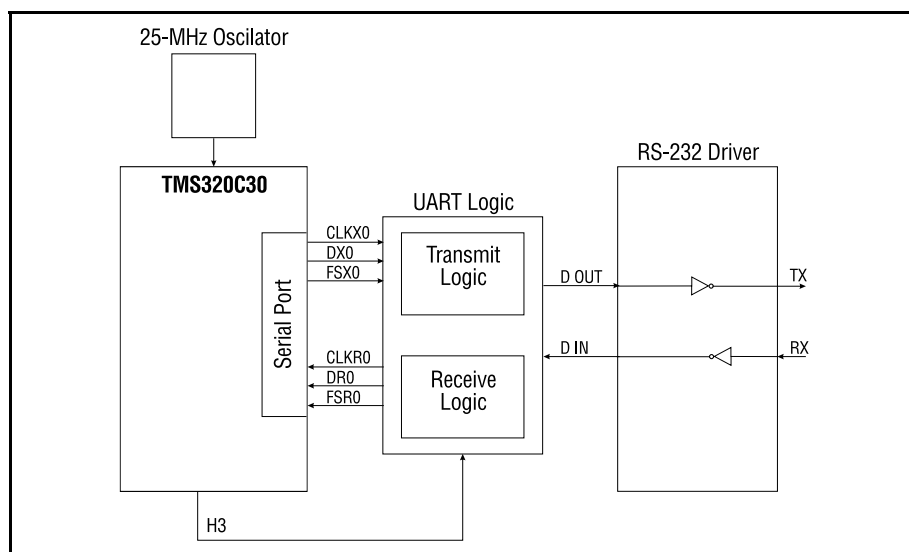 25-MHz Oscilator
TMS320C30
Serial Port
CLKX0
DX0
FSX0
CLKR0
DR0
FSR0
H3
UART Logic
Transmit
Logic
Receive
Logic
D OUT
D IN
RS-232 Driver
TX
RX